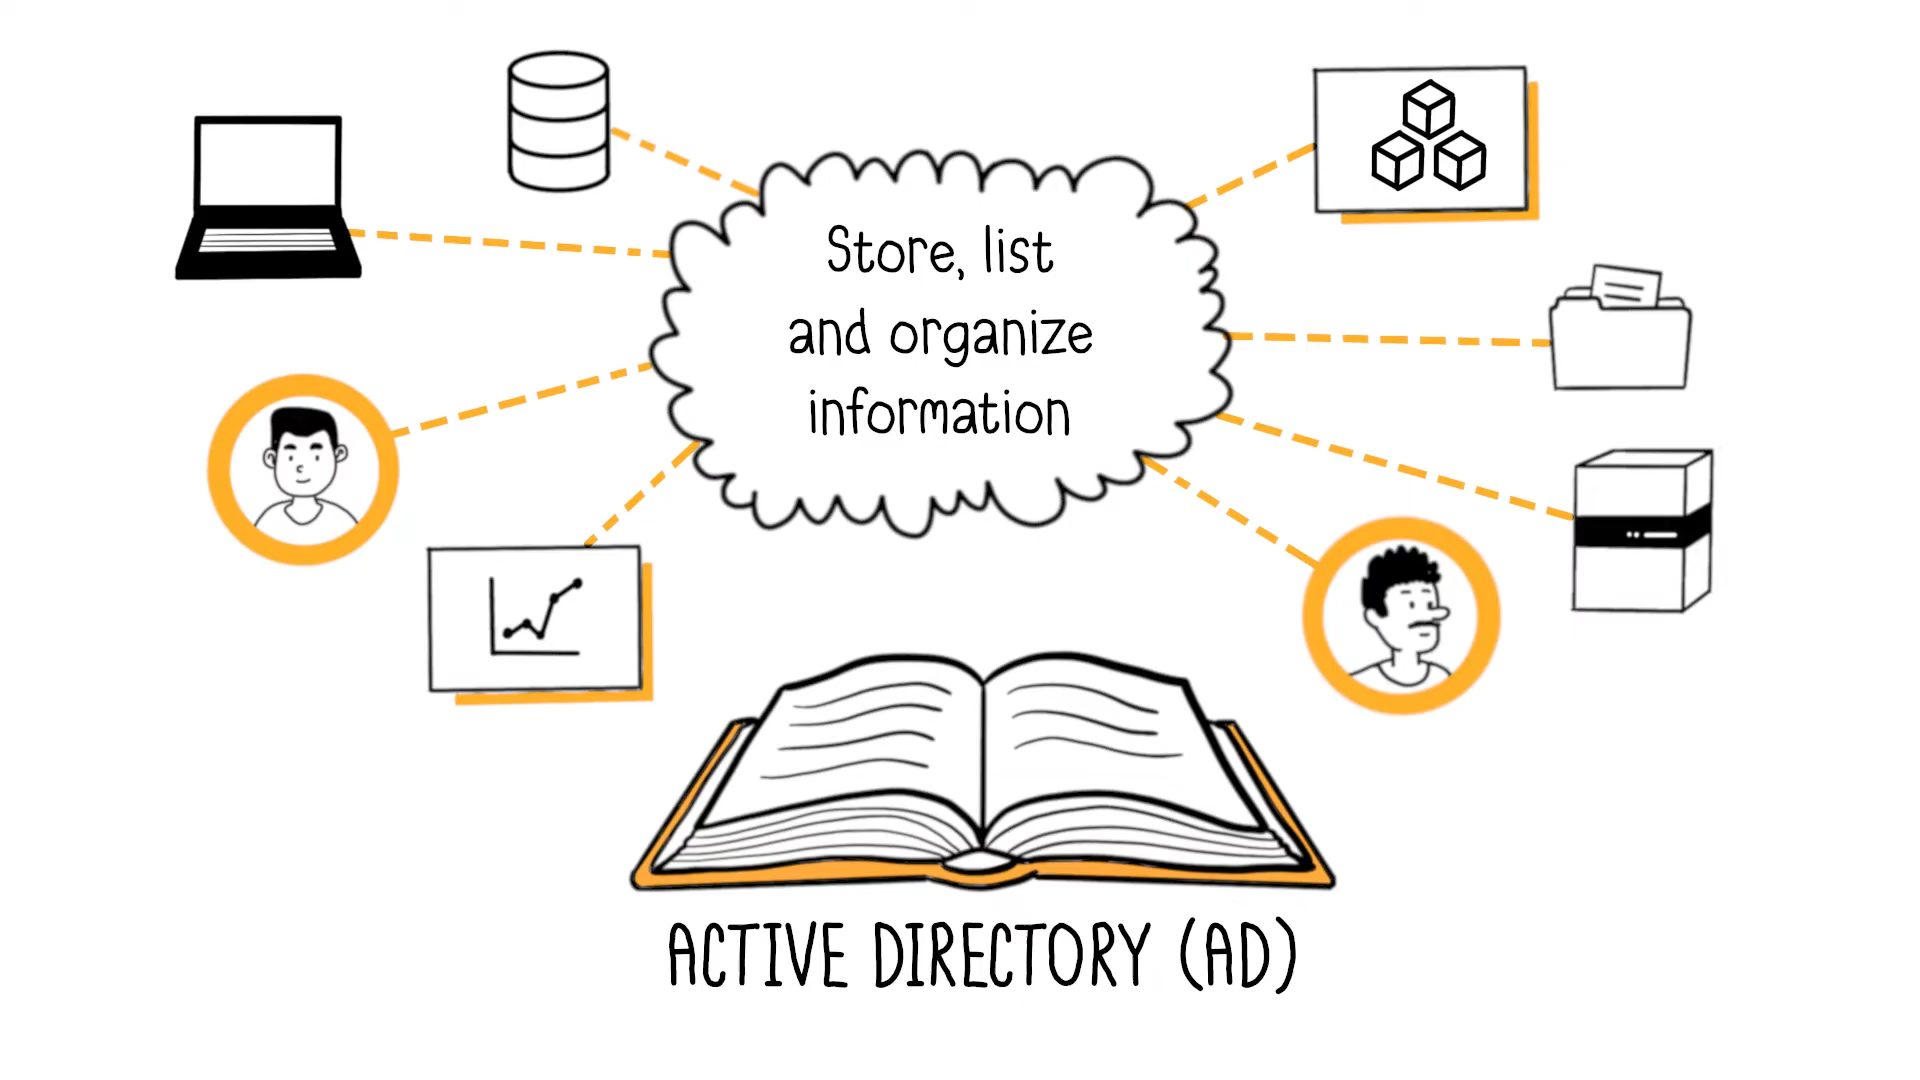 Store, list
and organize
information
ACTIVE DIRECTORY (AD)